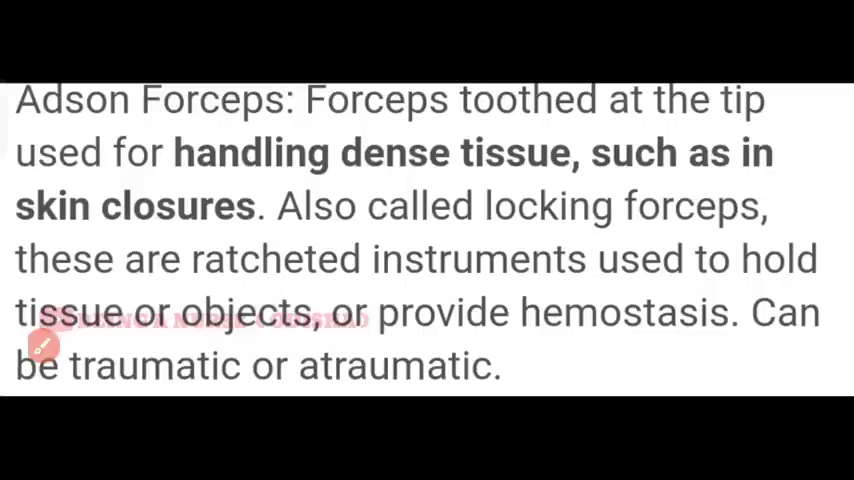 Adson Forceps: Forceps toothed at the tip
used for handling dense tissue, such as in
skin closures. Also called locking forceps,
these are ratcheted instruments used to hold
tissue or objects, or provide hemostasis. Can
be traumatic or atraumatic.